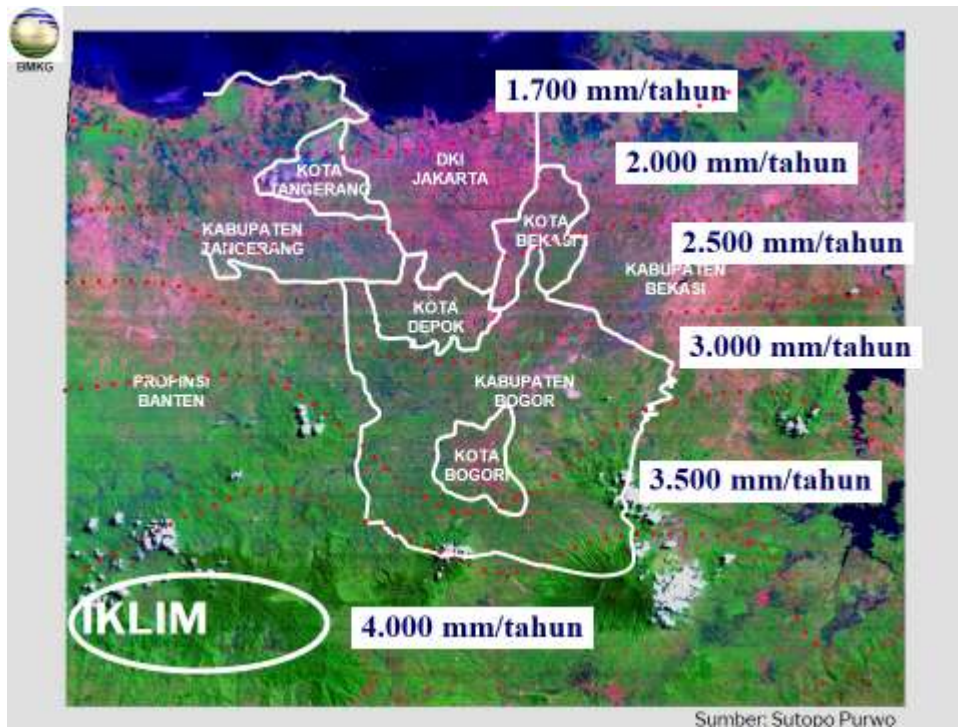 BMKG
1.700 mm/tahun
2.000 mm/tahun
DKI
JAKARTA
KOTA
TANGERANG
KOTA
BEKASI
KABUPATEN
TANGERANG
2.500 mm/tahun
KABUPATEN
BEKASI
KOTA
DEPOK
3.000 mm/tahun
PROPINSI
BANTEN
KABUPATEN
BOGOR
KOTA
BOGOR
3.500 mm/tahun
IKLIM
4.000 mm/tahun
Sumber: Sutopo Purwo